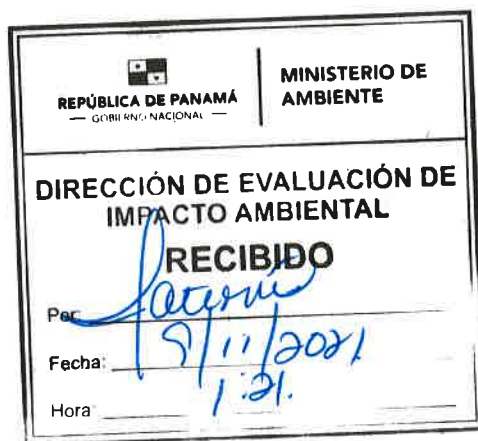 REPÚBLICA DE PANAMÁ
— GOBIERNO NACIONAL —
MINISTERIO DE
AMBIENTE
DIRECCIÓN DE EVALUACIÓN DE
IMPACTO AMBIENTAL
RECIBIDO
Por:
Fecha: 9/11/2021
Hora 1:21.